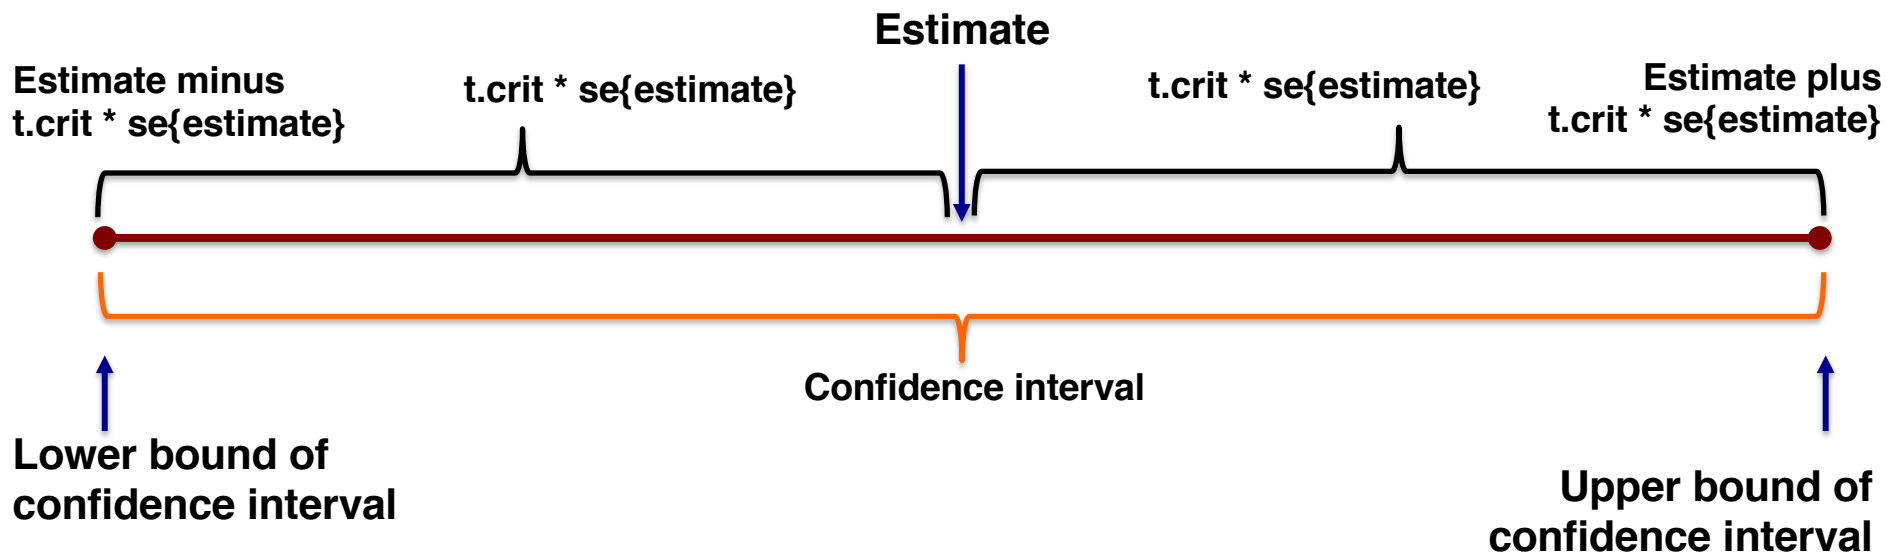 Estimate
Estimate minus
t.crit * se{estimate}
t.crit * se{estimate}
t.crit * se{estimate}
Estimate plus
t.crit * se{estimate}
Confidence interval
Lower bound of
confidence interval
Upper bound of
confidence interval